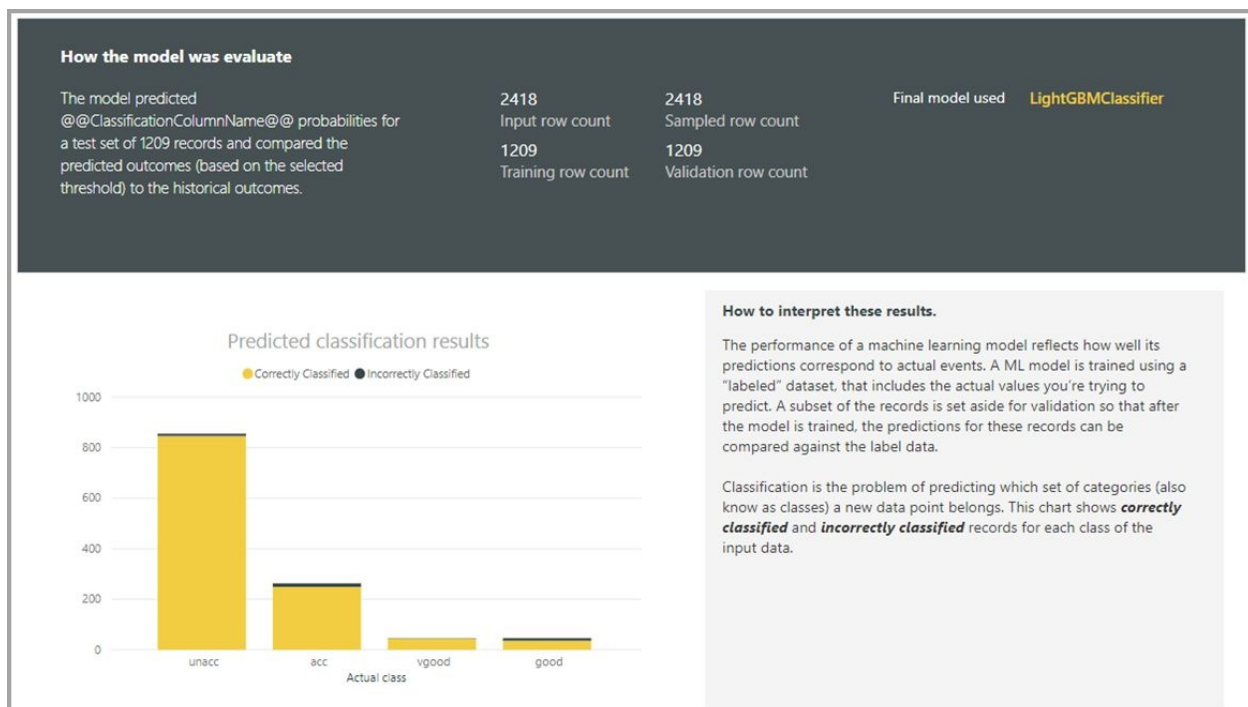 How the model was evaluate
The model predicted
@@ClassificationColumnName@@ probabilities for
a test set of 1209 records and compared the
predicted outcomes (based on the selected
threshold) to the historical outcomes.
2418
Input row count
2418
Sampled row count
1209
Training row count
1209
Validation row count
Final model used LightGBMClassifier
Predicted classification results
Correctly Classified Incorrectly Classified
1000
800
600
400
200
0
unacc acc vgood good
Actual class
How to interpret these results.
The performance of a machine learning model reflects how well its
predictions correspond to actual events. A ML model is trained using a
"labeled" dataset, that includes the actual values you're trying to
predict. A subset of the records is set aside for validation so that after
the model is trained, the predictions for these records can be
compared against the label data.
Classification is the problem of predicting which set of categories (also
know as classes) a new data point belongs. This chart shows correctly
classified and incorrectly classified records for each class of the
input data.